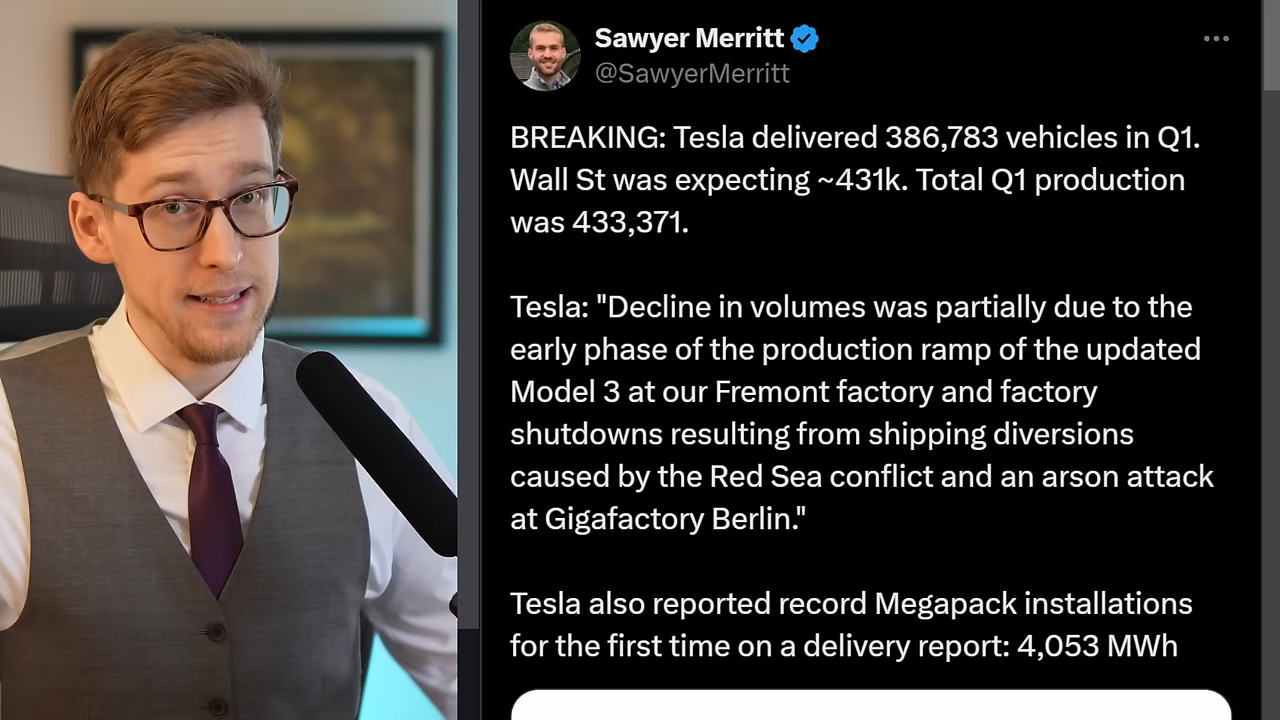 Sawyer Merritt
@SawyerMerritt
BREAKING: Tesla delivered 386,783 vehicles in Q1.
Wall St was expecting ~431k. Total Q1 production
was 433,371.
Tesla: "Decline in volumes was partially due to the
early phase of the production ramp of the updated
Model 3 at our Fremont factory and factory
shutdowns resulting from shipping diversions
caused by the Red Sea conflict and an arson attack
at Gigafactory Berlin."
Tesla also reported record Megapack installations
for the first time on a delivery report: 4,053 MWh